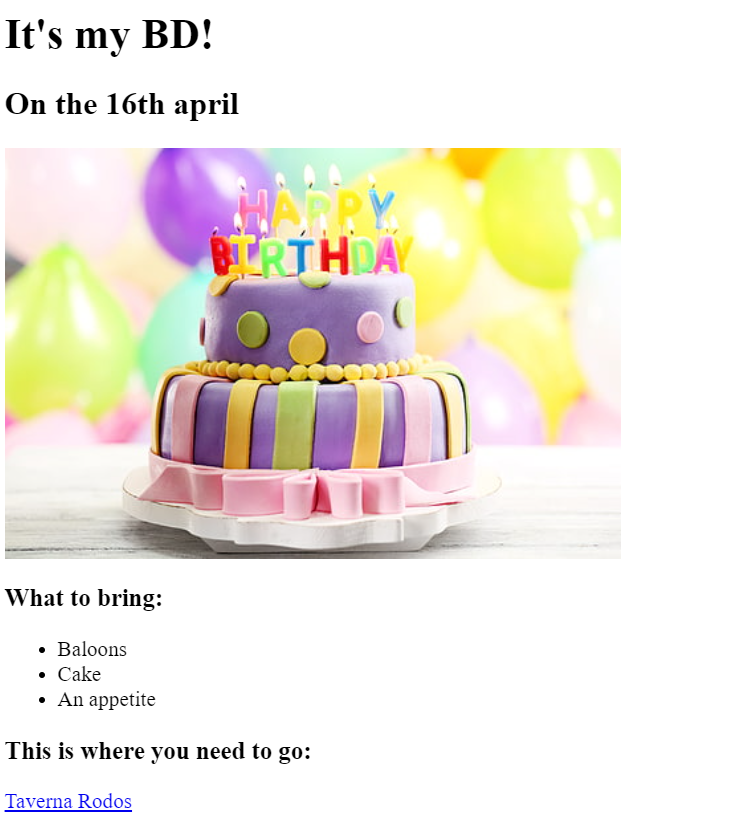 It's my BD!
On the 16th april
HAPPY
BIRTHDAY
What to bring:
Baloons
Cake
An appetite
This is where you need to go:
Taverna Rodos